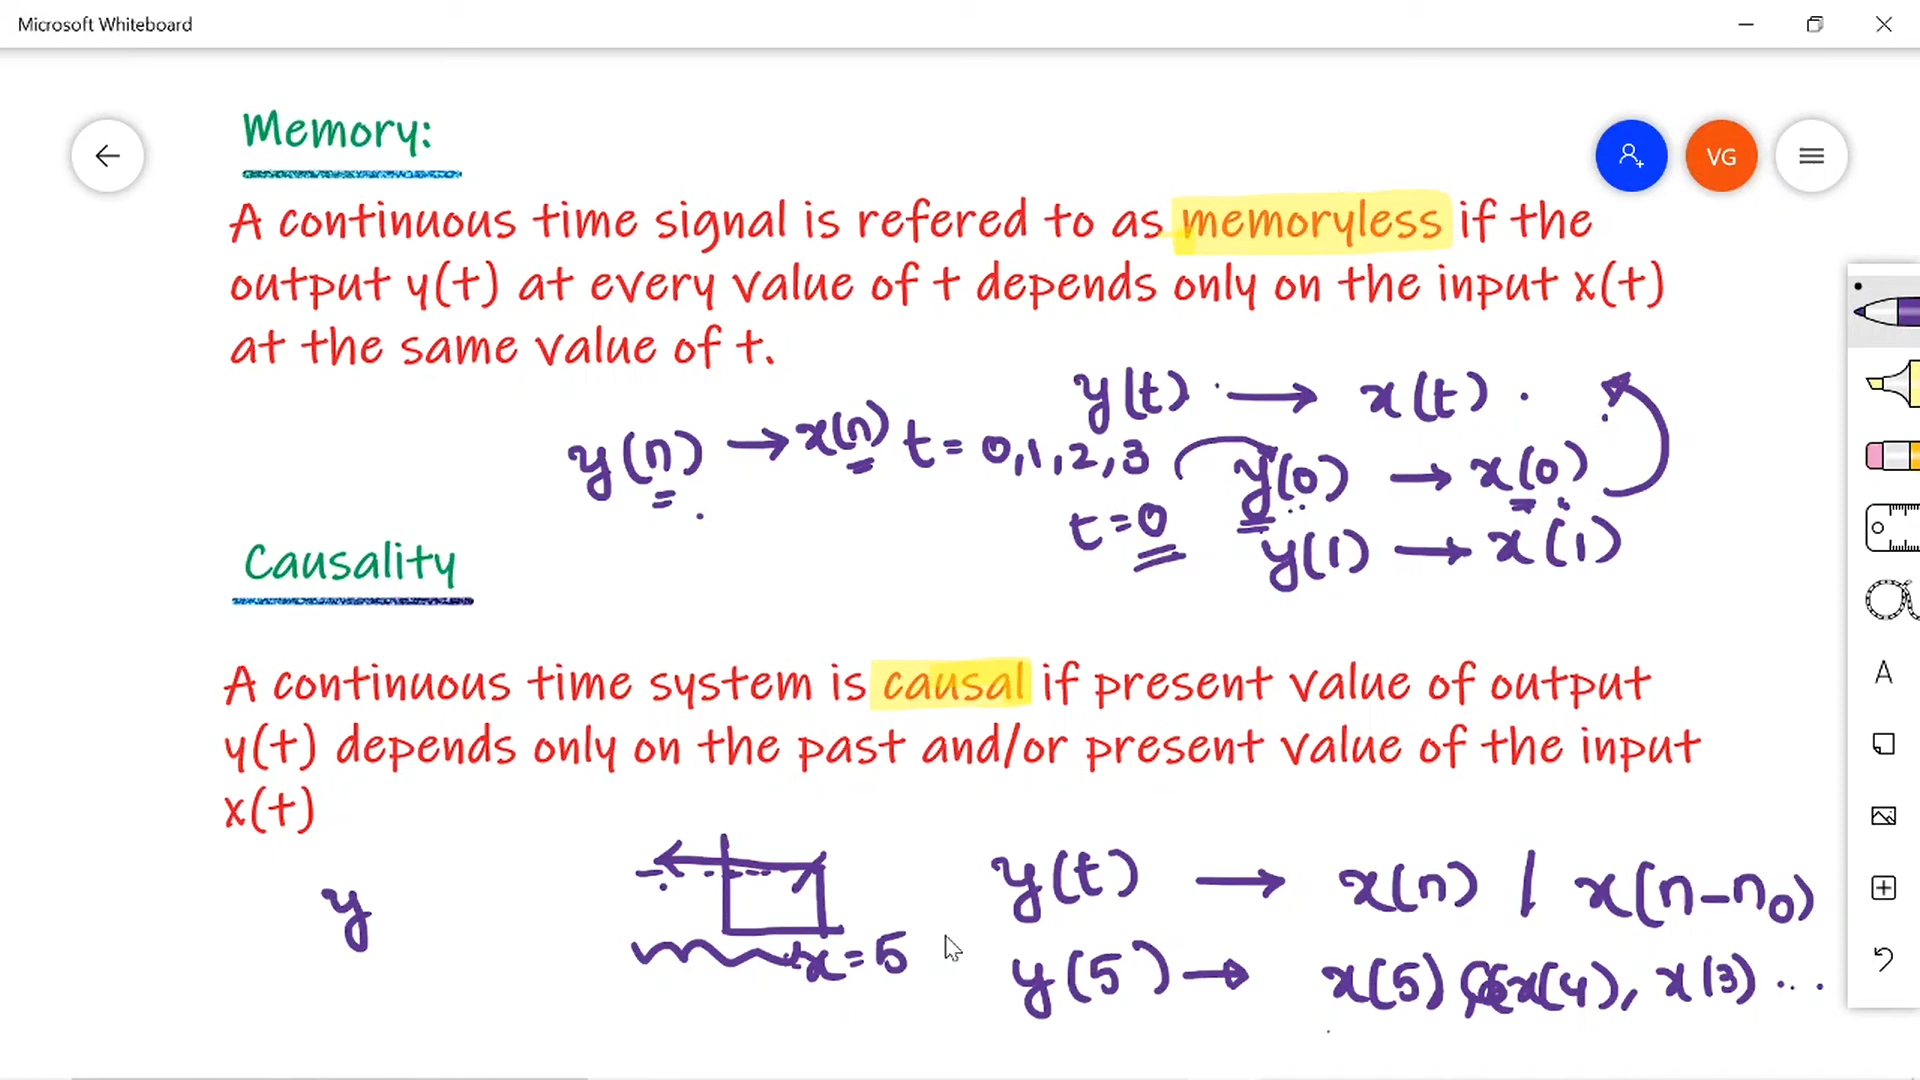 Microsoft Whiteboard
Memory:
VG
A continuous time signal is refered to as memoryless if the
output y(t) at every value of t depends only on the input x(t)
at the same value of t.
y(t) → x(t)
y(n) → x(n) t = 0,1,2,3
y(0) → x(0)
t = 0
y(1) → x(1)
Causality
A continuous time system is causal if present value of output
y(t) depends only on the past and/or present value of the input
x(t)
y(t) → x(n) / x(n-n0)
y
x = 5
y(5) → x(5) x(4), x(3) ...
A